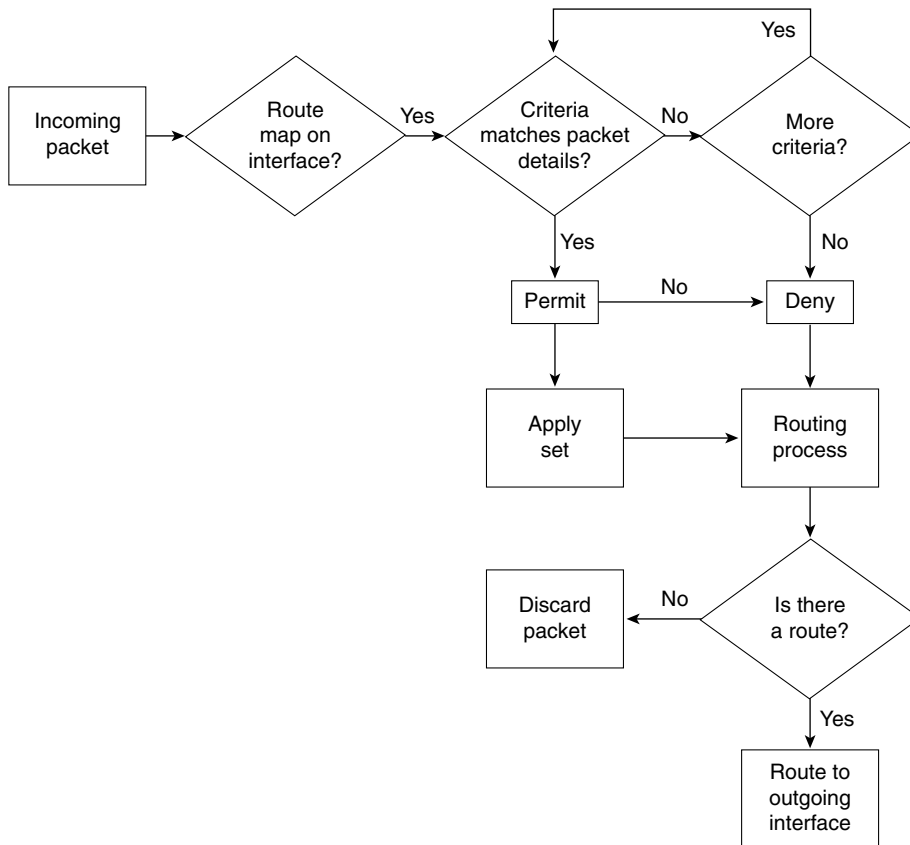 Yes
Incoming
packet
Route
map on
interface?
Yes
Criteria
matches packet
details?
No
More
criteria?
Yes
No
Permit
No
Deny
Apply
set
Routing
process
Discard
packet
No
Is there
a route?
Yes
Route to
outgoing
interface